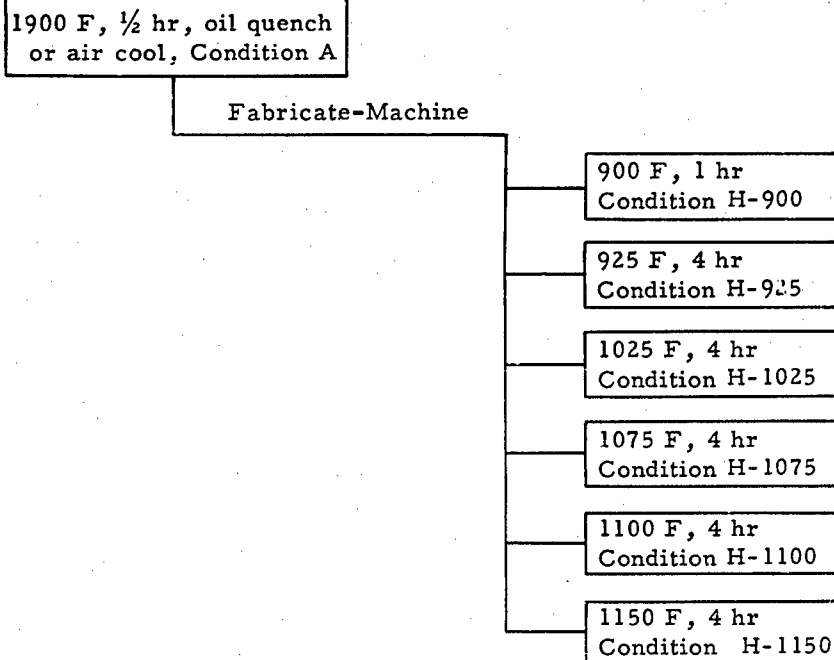 1900 F, ½ hr, oil quench
or air cool, Condition A
Fabricate-Machine
900 F, 1 hr
Condition H-900
925 F, 4 hr
Condition H-925
1025 F, 4 hr
Condition H-1025
1075 F, 4 hr
Condition H-1075
1100 F, 4 hr
Condition H-1100
1150 F, 4 hr
Condition H-1150